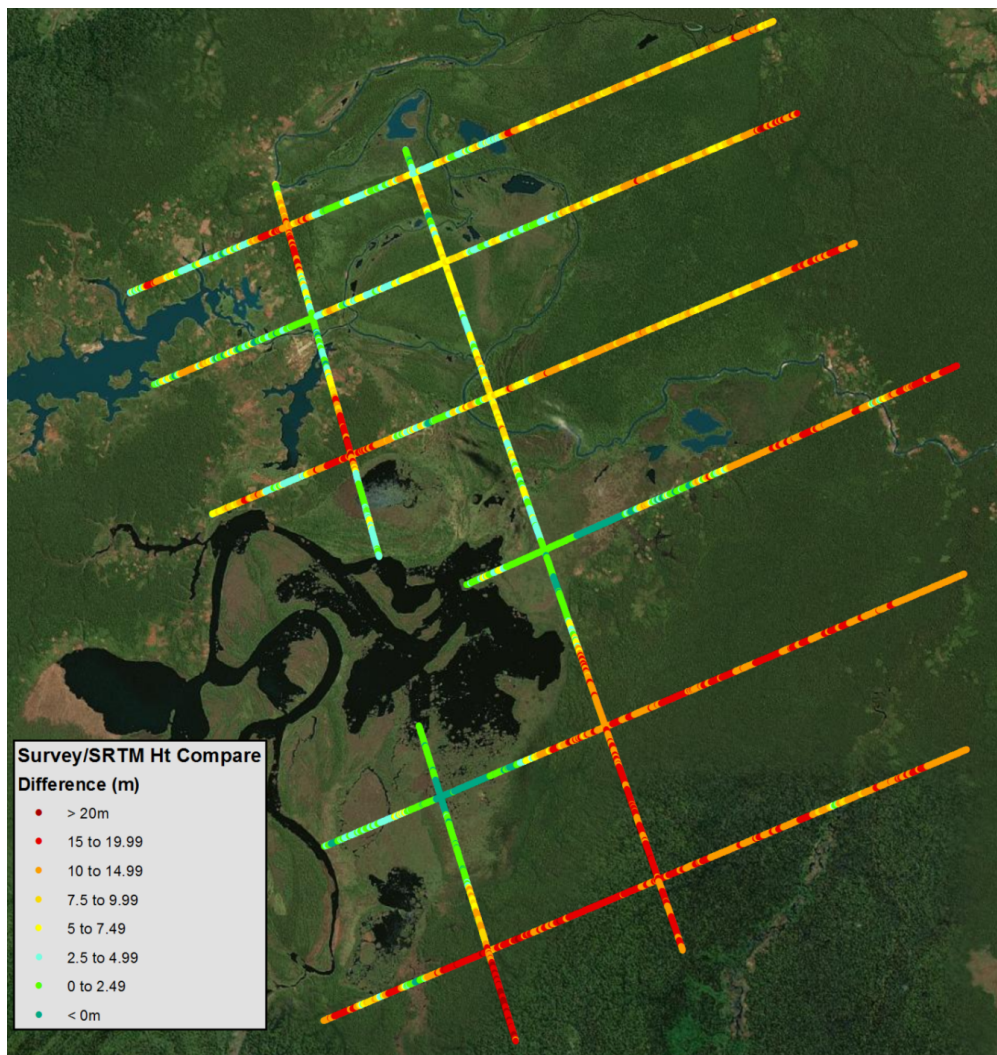 Survey/SRTM Ht Compare
Difference (m)
> 20m
15 to 19.99
10 to 14.99
7.5 to 9.99
5 to 7.49
2.5 to 4.99
0 to 2.49
< 0m